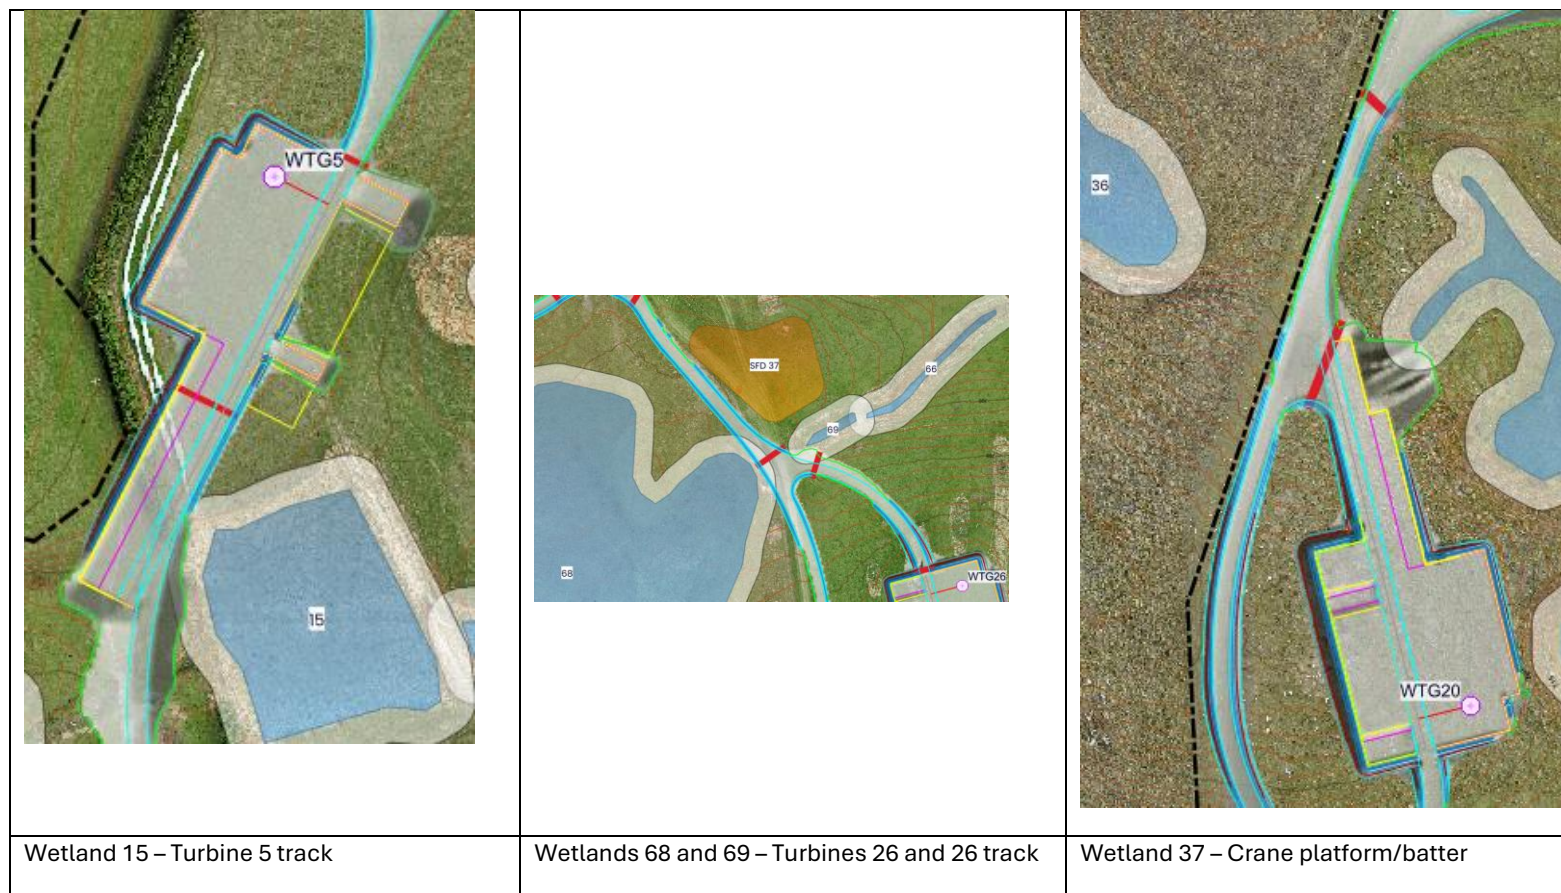 WTG5
15
SFD 37
66
69
68
WTG26
36
WTG20
Wetland 15 – Turbine 5 track
Wetlands 68 and 69 – Turbines 26 and 26 track
Wetland 37 – Crane platform/batter